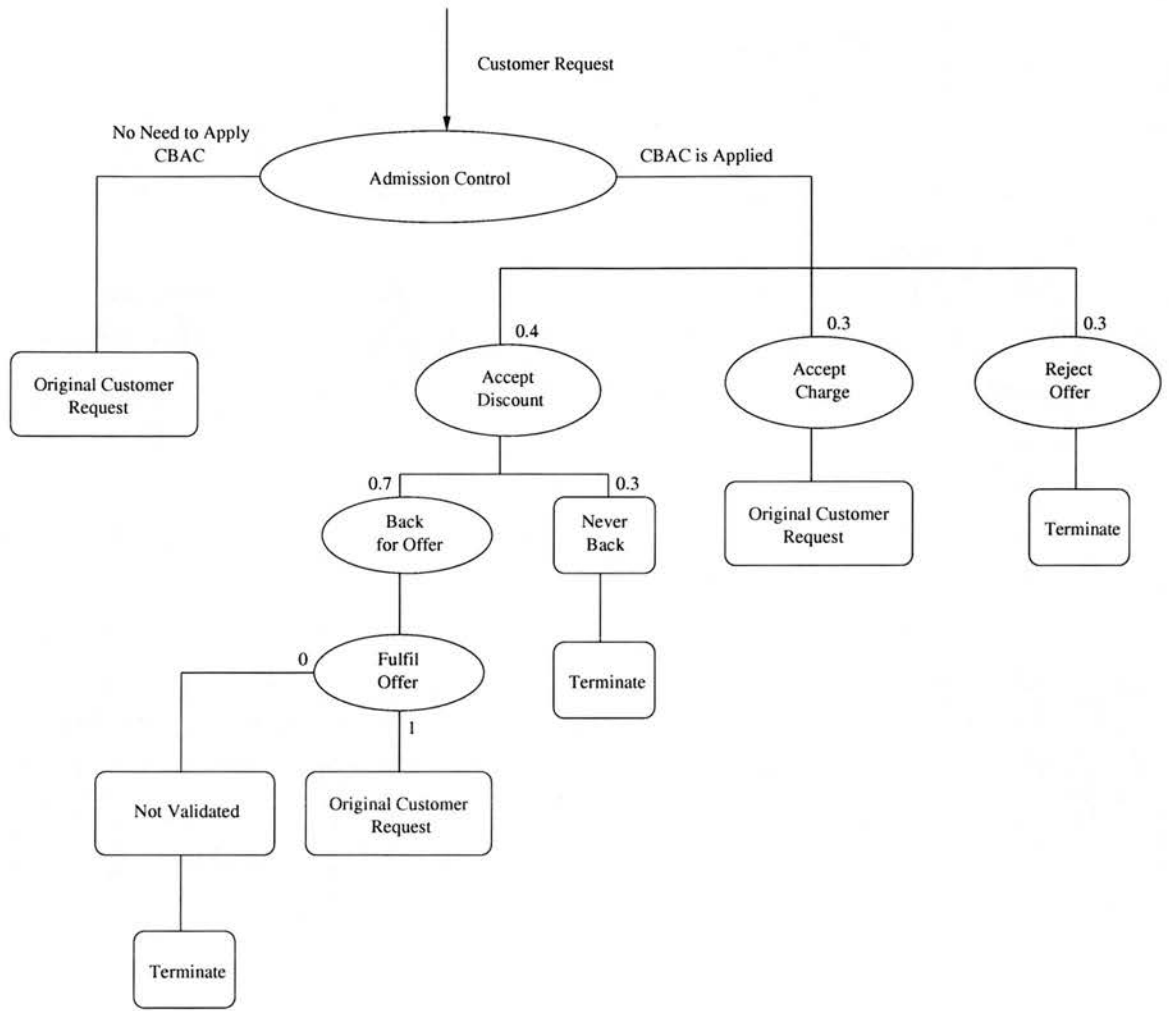 Customer Request
No Need to Apply
CBAC
CBAC is Applied
Admission Control
0.4
0.3
0.3
Original Customer
Request
Accept
Discount
Accept
Charge
Reject
Offer
0.7
0.3
Back
for Offer
Never
Back
Original Customer
Request
Terminate
0
Fulfil
Offer
Terminate
1
Not Validated
Original Customer
Request
Terminate